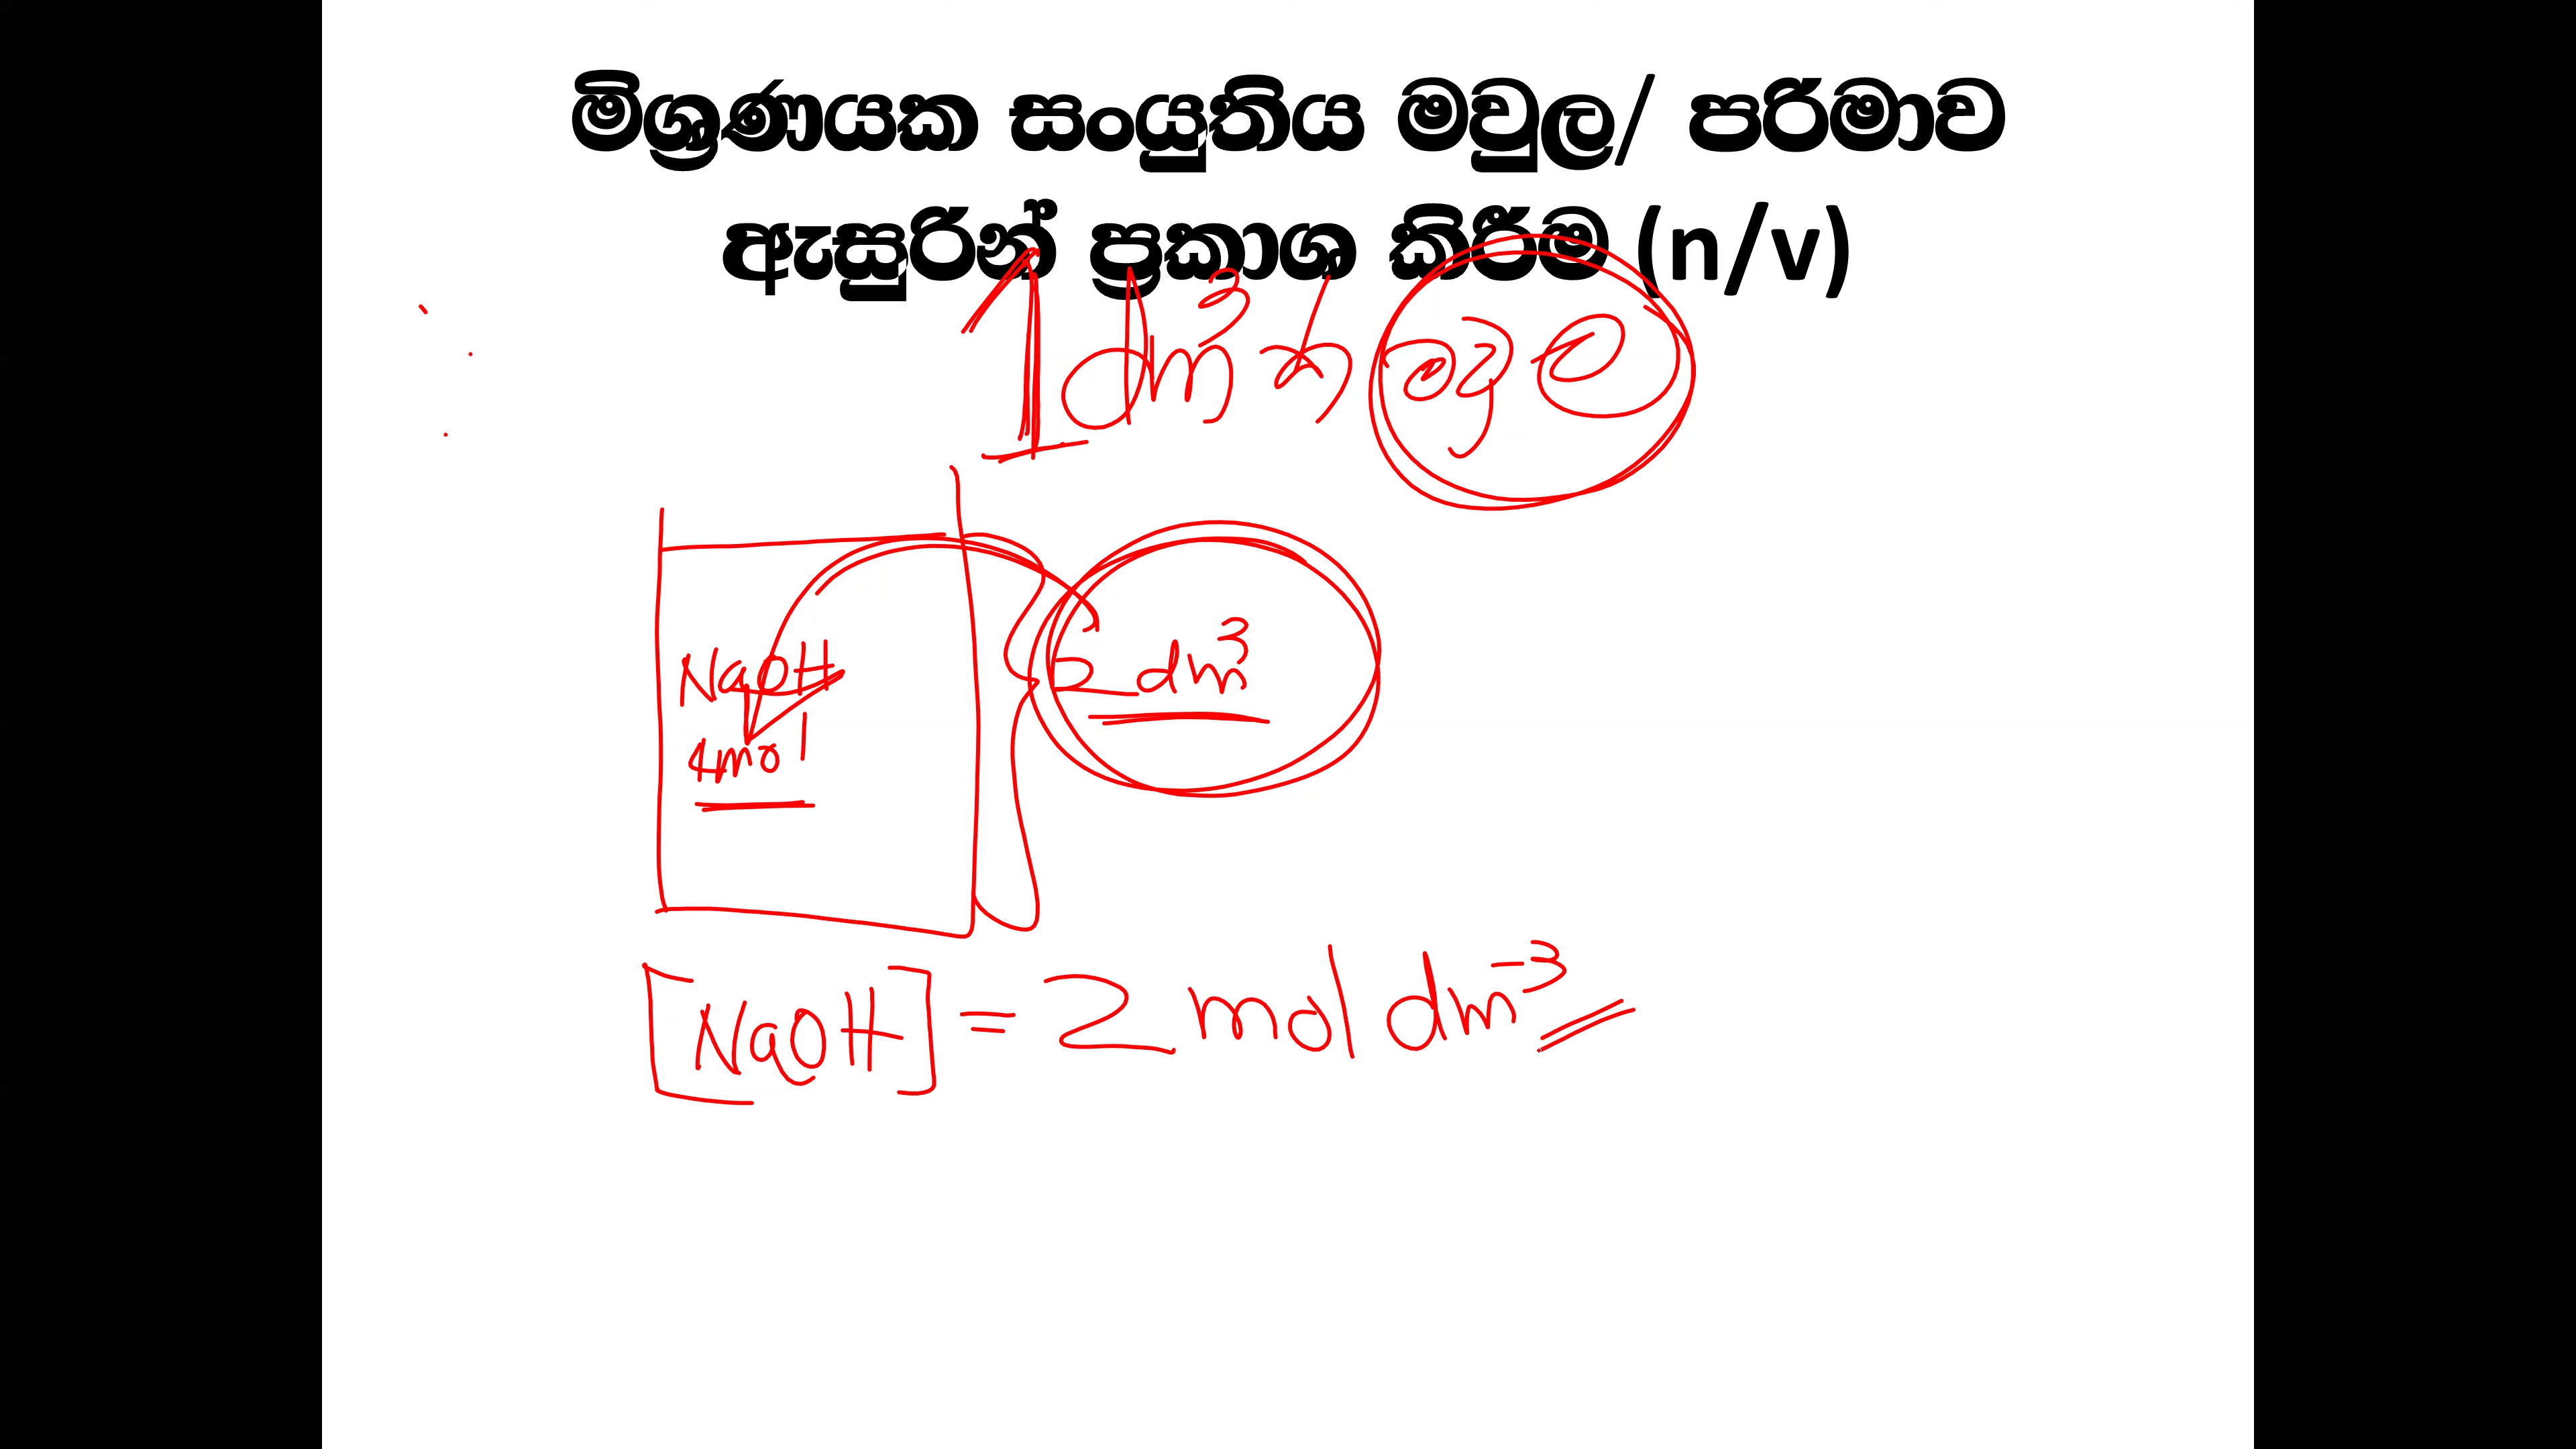 මිශ්‍රණයක සංයුතිය මවුල/ පරිමාව
ඇසුරින් ප්‍රකාශ කිරීම (n/v)
1 dm³ ක මවුල
NaOH
4mol
2 dm³
[NaOH] = 2 mol dm⁻³